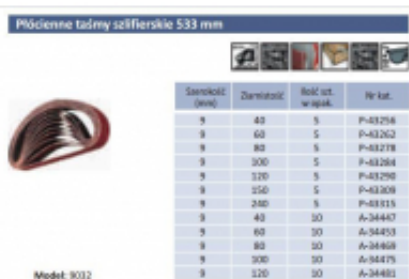 Płócienne taśmy szlifierskie 533 mm
Szerokość (mm) Ziarnistość Ilość szt. w opak. Nr kat.
9 40 5 P-43256
9 60 5 P-43262
9 80 5 P-43278
9 100 5 P-43284
9 120 5 P-43290
9 150 5 P-43309
9 240 5 P-43315
9 40 10 A-34447
9 60 10 A-34453
9 80 10 A-34469
9 100 10 A-34475
9 120 10 A-34481
Model: 9032